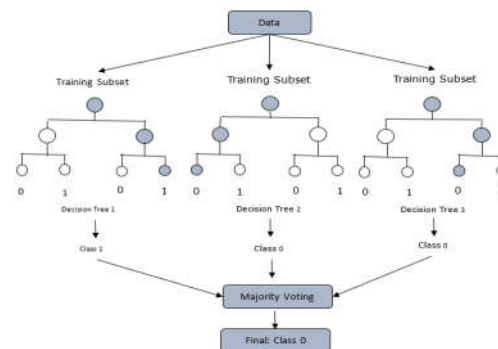 Data
Training Subset
Training Subset
Training Subset
0 1 0 1
0 1 0 1
0 1 0 1
Decision Tree 1
Decision Tree 2
Decision Tree 3
Class 1
Class 0
Class 0
Majority Voting
Final: Class 0